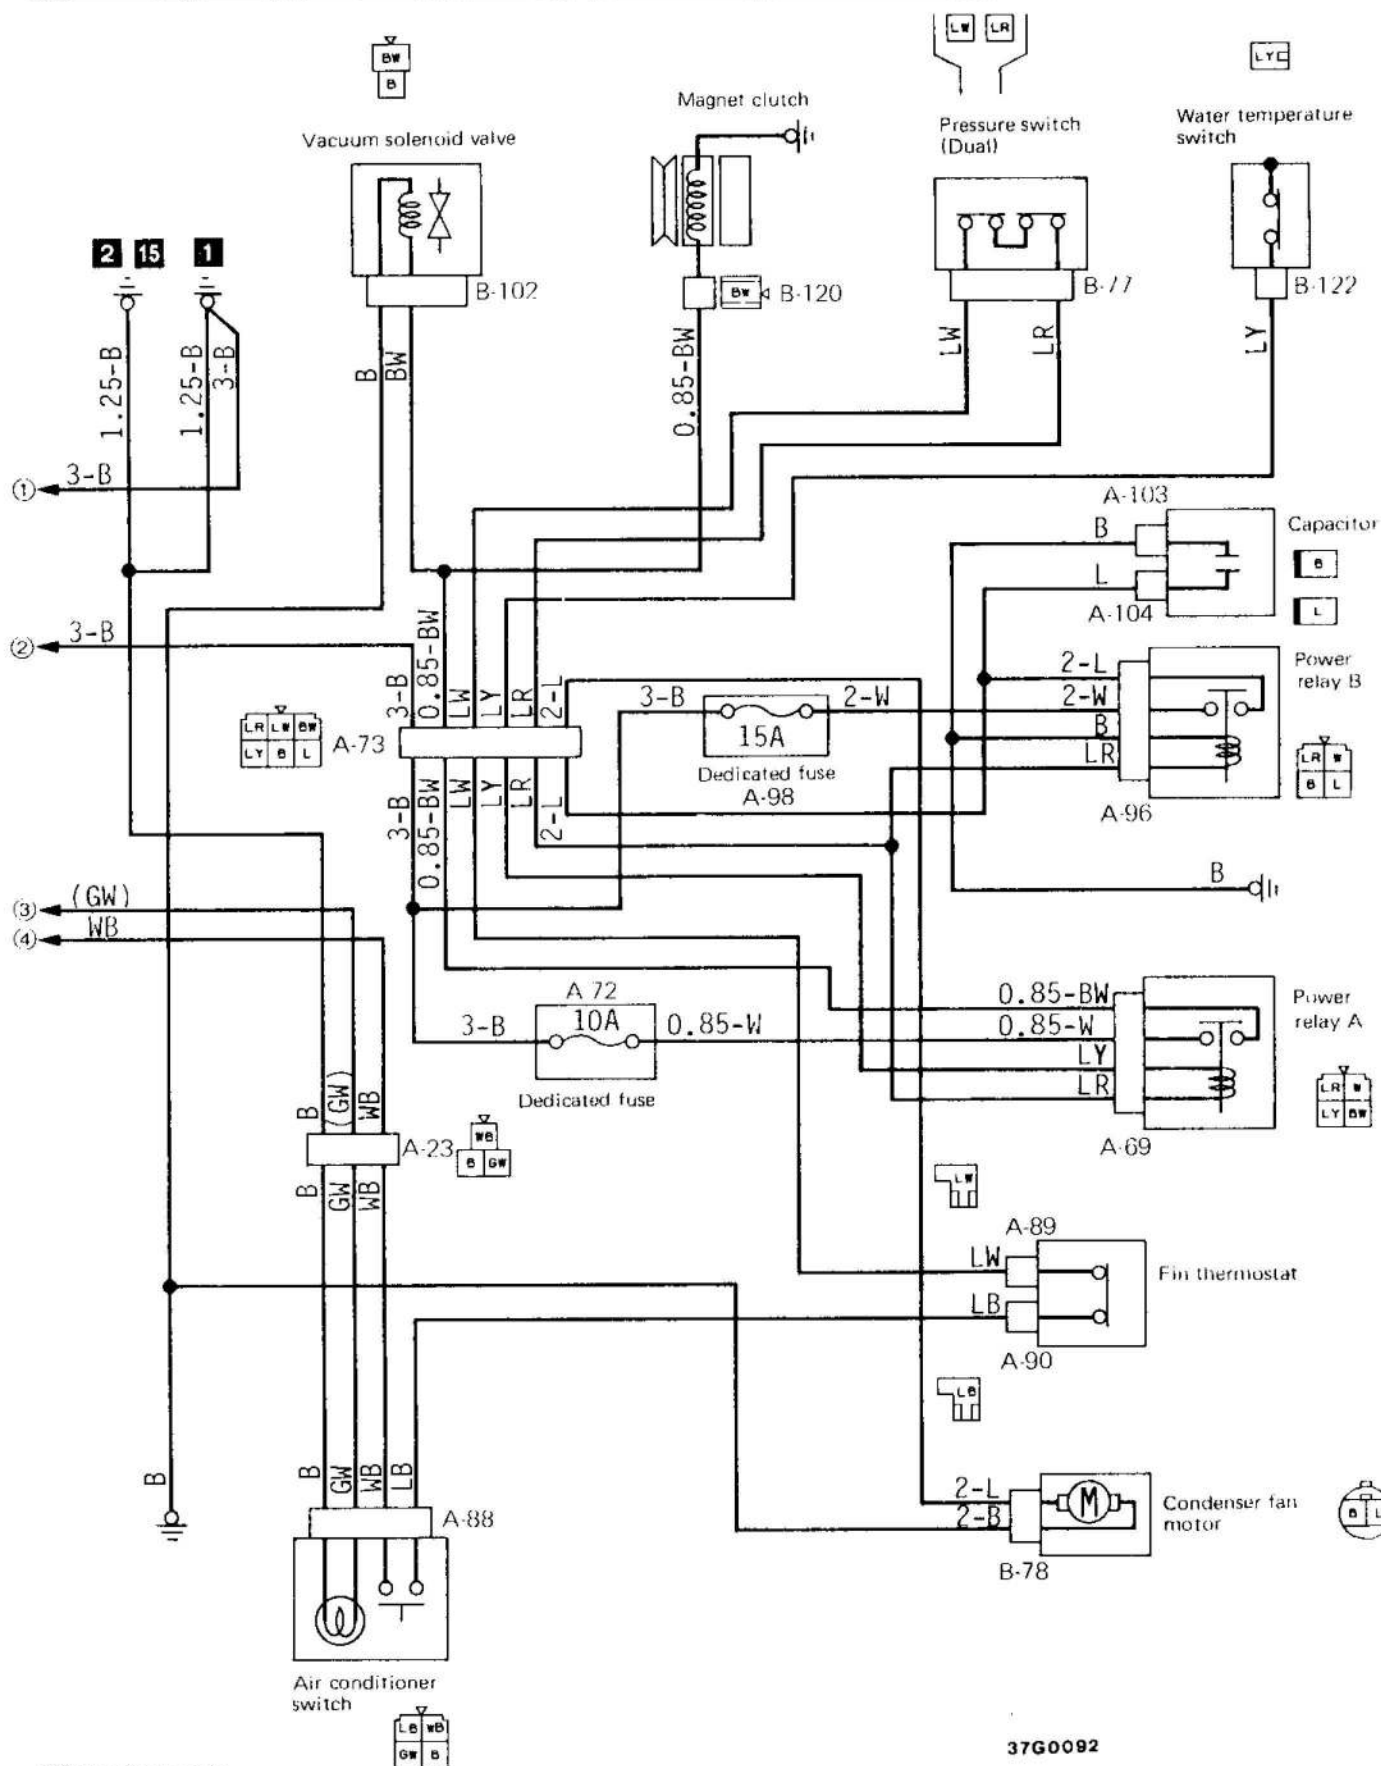 BW
B
LW LR
LY
Vacuum solenoid valve
Magnet clutch
Pressure switch
(Dual)
Water temperature
switch
2 15 1
B-102
BW B-120
B-77
B-122
1.25-B
1.25-B
3-B
B
BW
0.85-BW
LW
LR
LY
① 3-B
A-103
B
L
A-104
Capacitor
B
L
② 3-B
3-B
0.85-BW
LW
LY
LR
2-L
LR LW BW
LY B L
A-73
3-B
0.85-BW
LW
LY
LR
2-L
3-B
15A
2-W
Dedicated fuse
A-98
2-L
2-W
B
LR
A-96
Power
relay B
LR W
B L
B
③ (GW)
④ WB
A 72
3-B
10A
0.85-W
Dedicated fuse
0.85-BW
0.85-W
LY
LR
A-69
Power
relay A
LR W
LY BW
B
(GW)
WB
A-23
WB
B GW
B
GW
WB
LW
A-89
LW
LB
A-90
Fin thermostat
LB
B
B
GW
WB
LB
A-88
2-L
2-B
M
B-78
Condenser fan
motor
B L
Air conditioner
switch
LB WB
GW B
37G0092